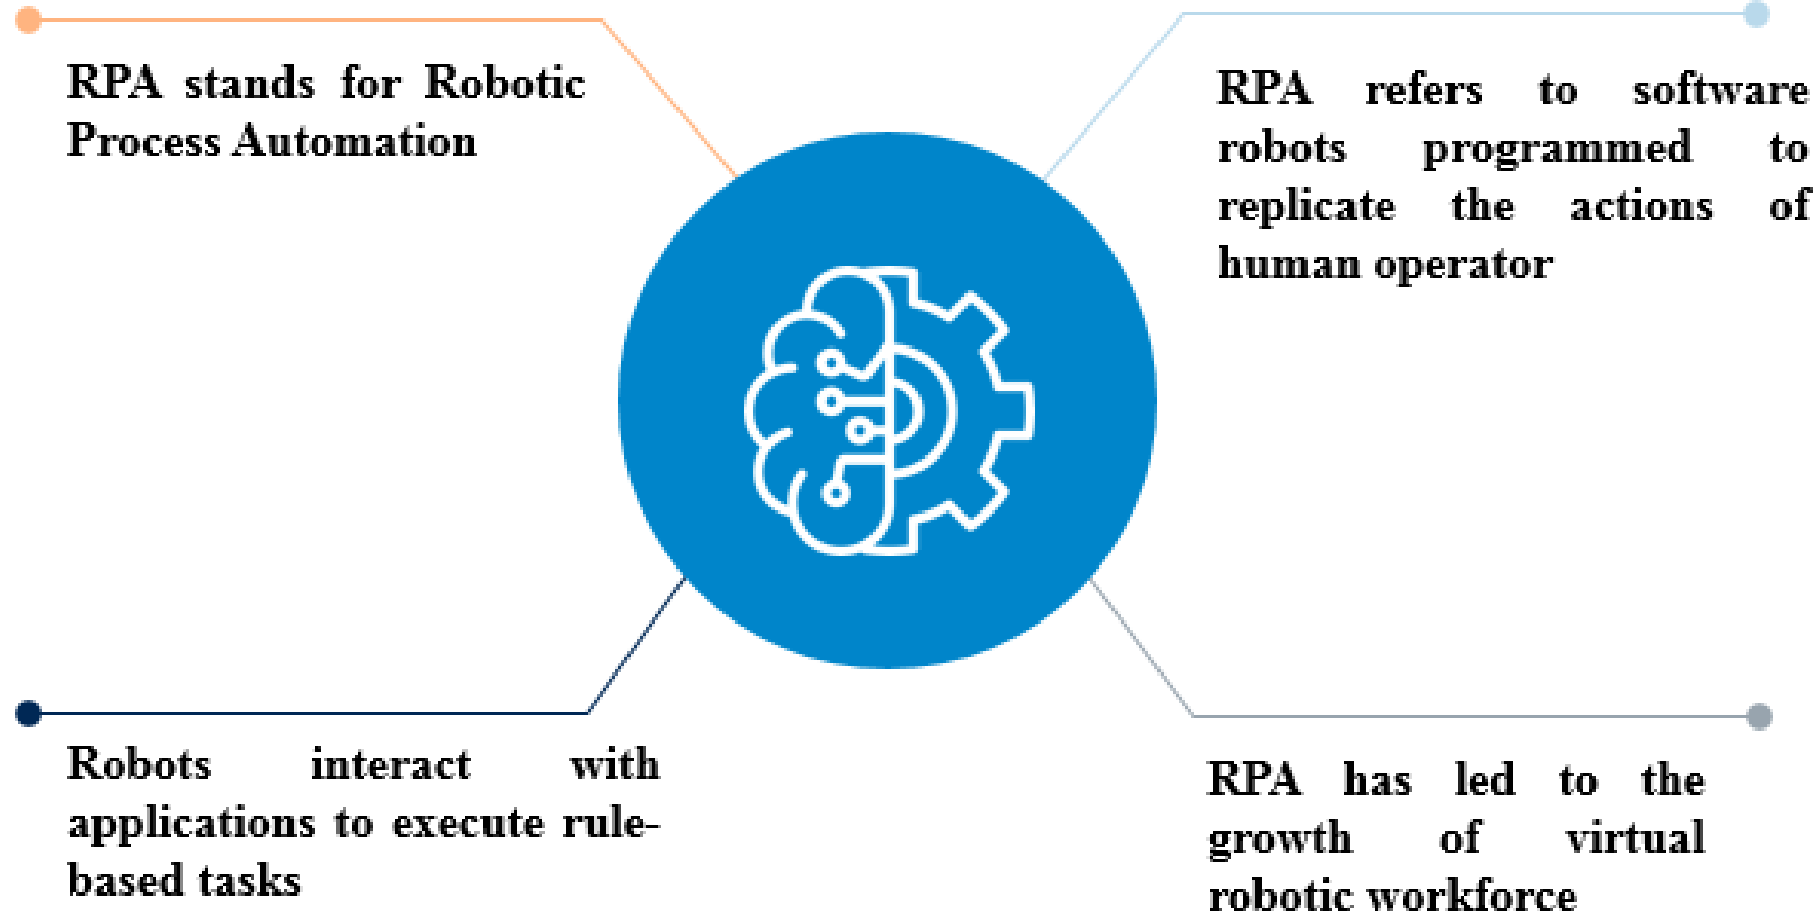 RPA stands for Robotic
Process Automation
RPA refers to software
robots programmed to
replicate the actions of
human operator
Robots interact with
applications to execute rule-
based tasks
RPA has led to the
growth of virtual
robotic workforce